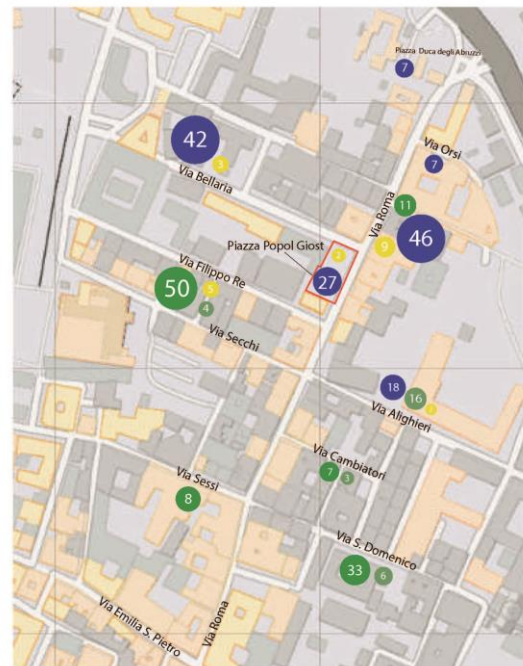 Piazza Duca degli Abruzzi
7
42
3
Via Bellaria
Via Orsi
7
11
Via Roma
46
9
Piazza Popol Giost
27
Via Filippo Re
50
5
4
Via Secchi
18
16
Via Alighieri
Via Cambiatori
7
3
Via Sessi
8
Via S. Domenico
33
6
Via Emilia S. Pietro
Via Roma